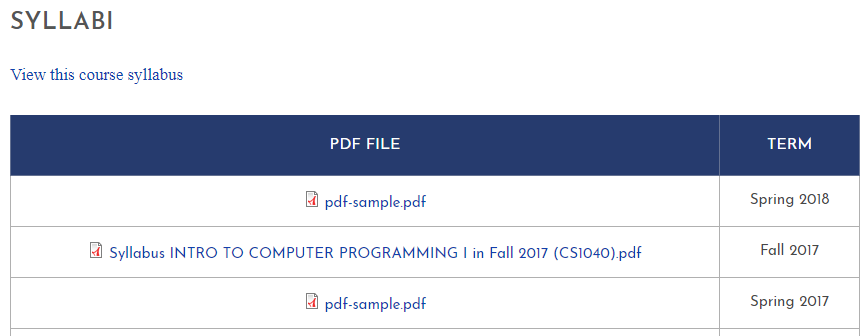 SYLLABI
View this course syllabus
PDF FILE TERM
pdf-sample.pdf Spring 2018
Syllabus INTRO TO COMPUTER PROGRAMMING I in Fall 2017 (CS1040).pdf Fall 2017
pdf-sample.pdf Spring 2017